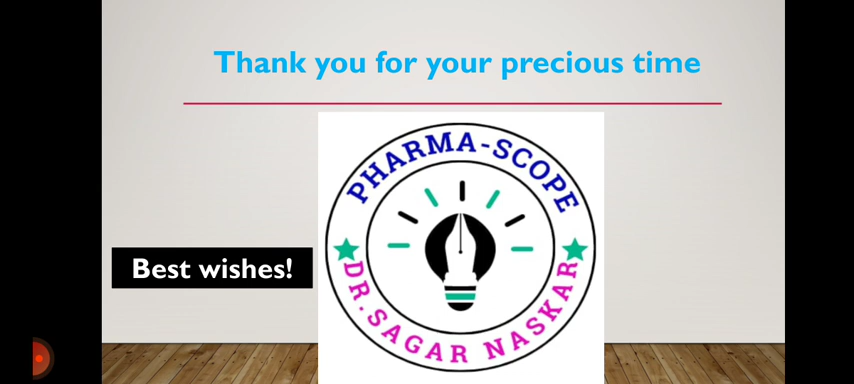 Thank you for your precious time
PHARMA-SCOPE
Best wishes!
DR.SAGAR NASKAR